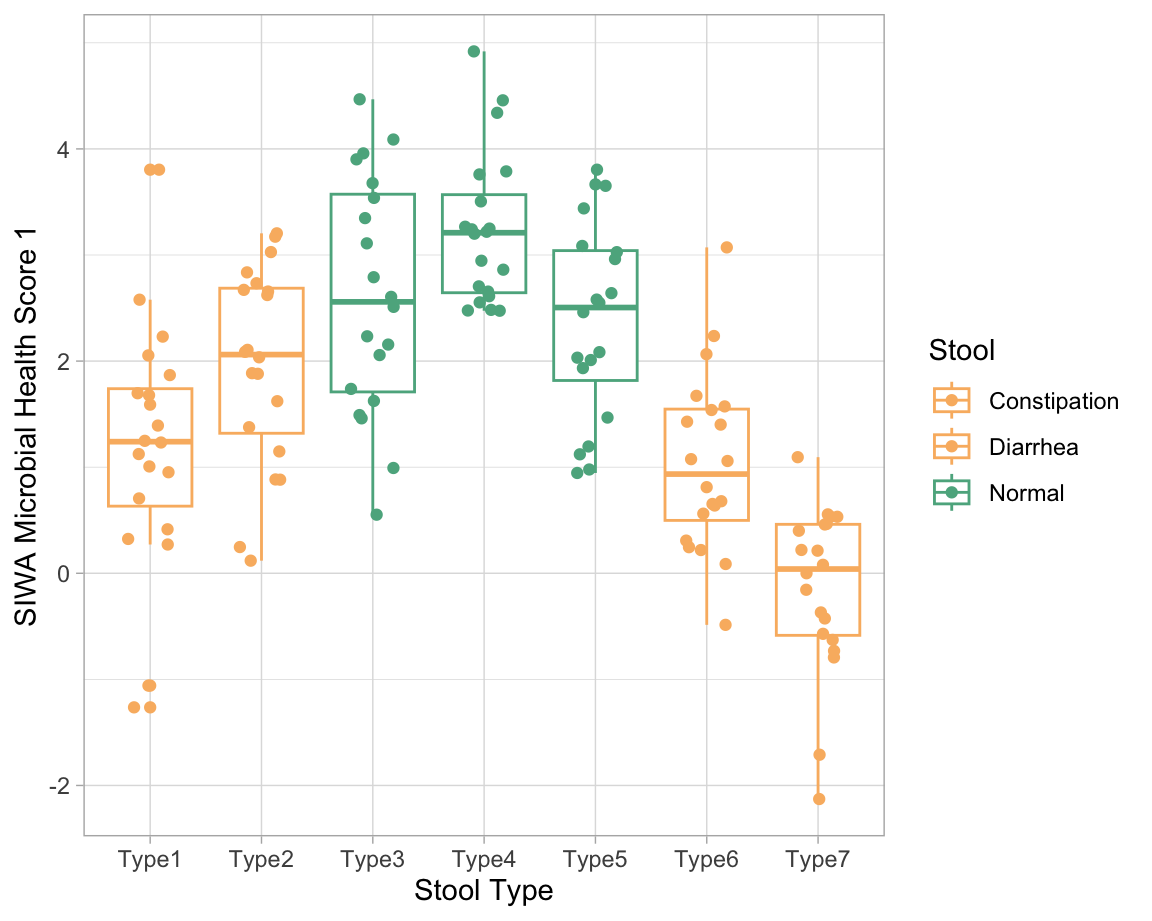 SIWA Microbial Health Score 1
4
2
0
-2
Type1 Type2 Type3 Type4 Type5 Type6 Type7
Stool Type
Stool
Constipation
Diarrhea
Normal